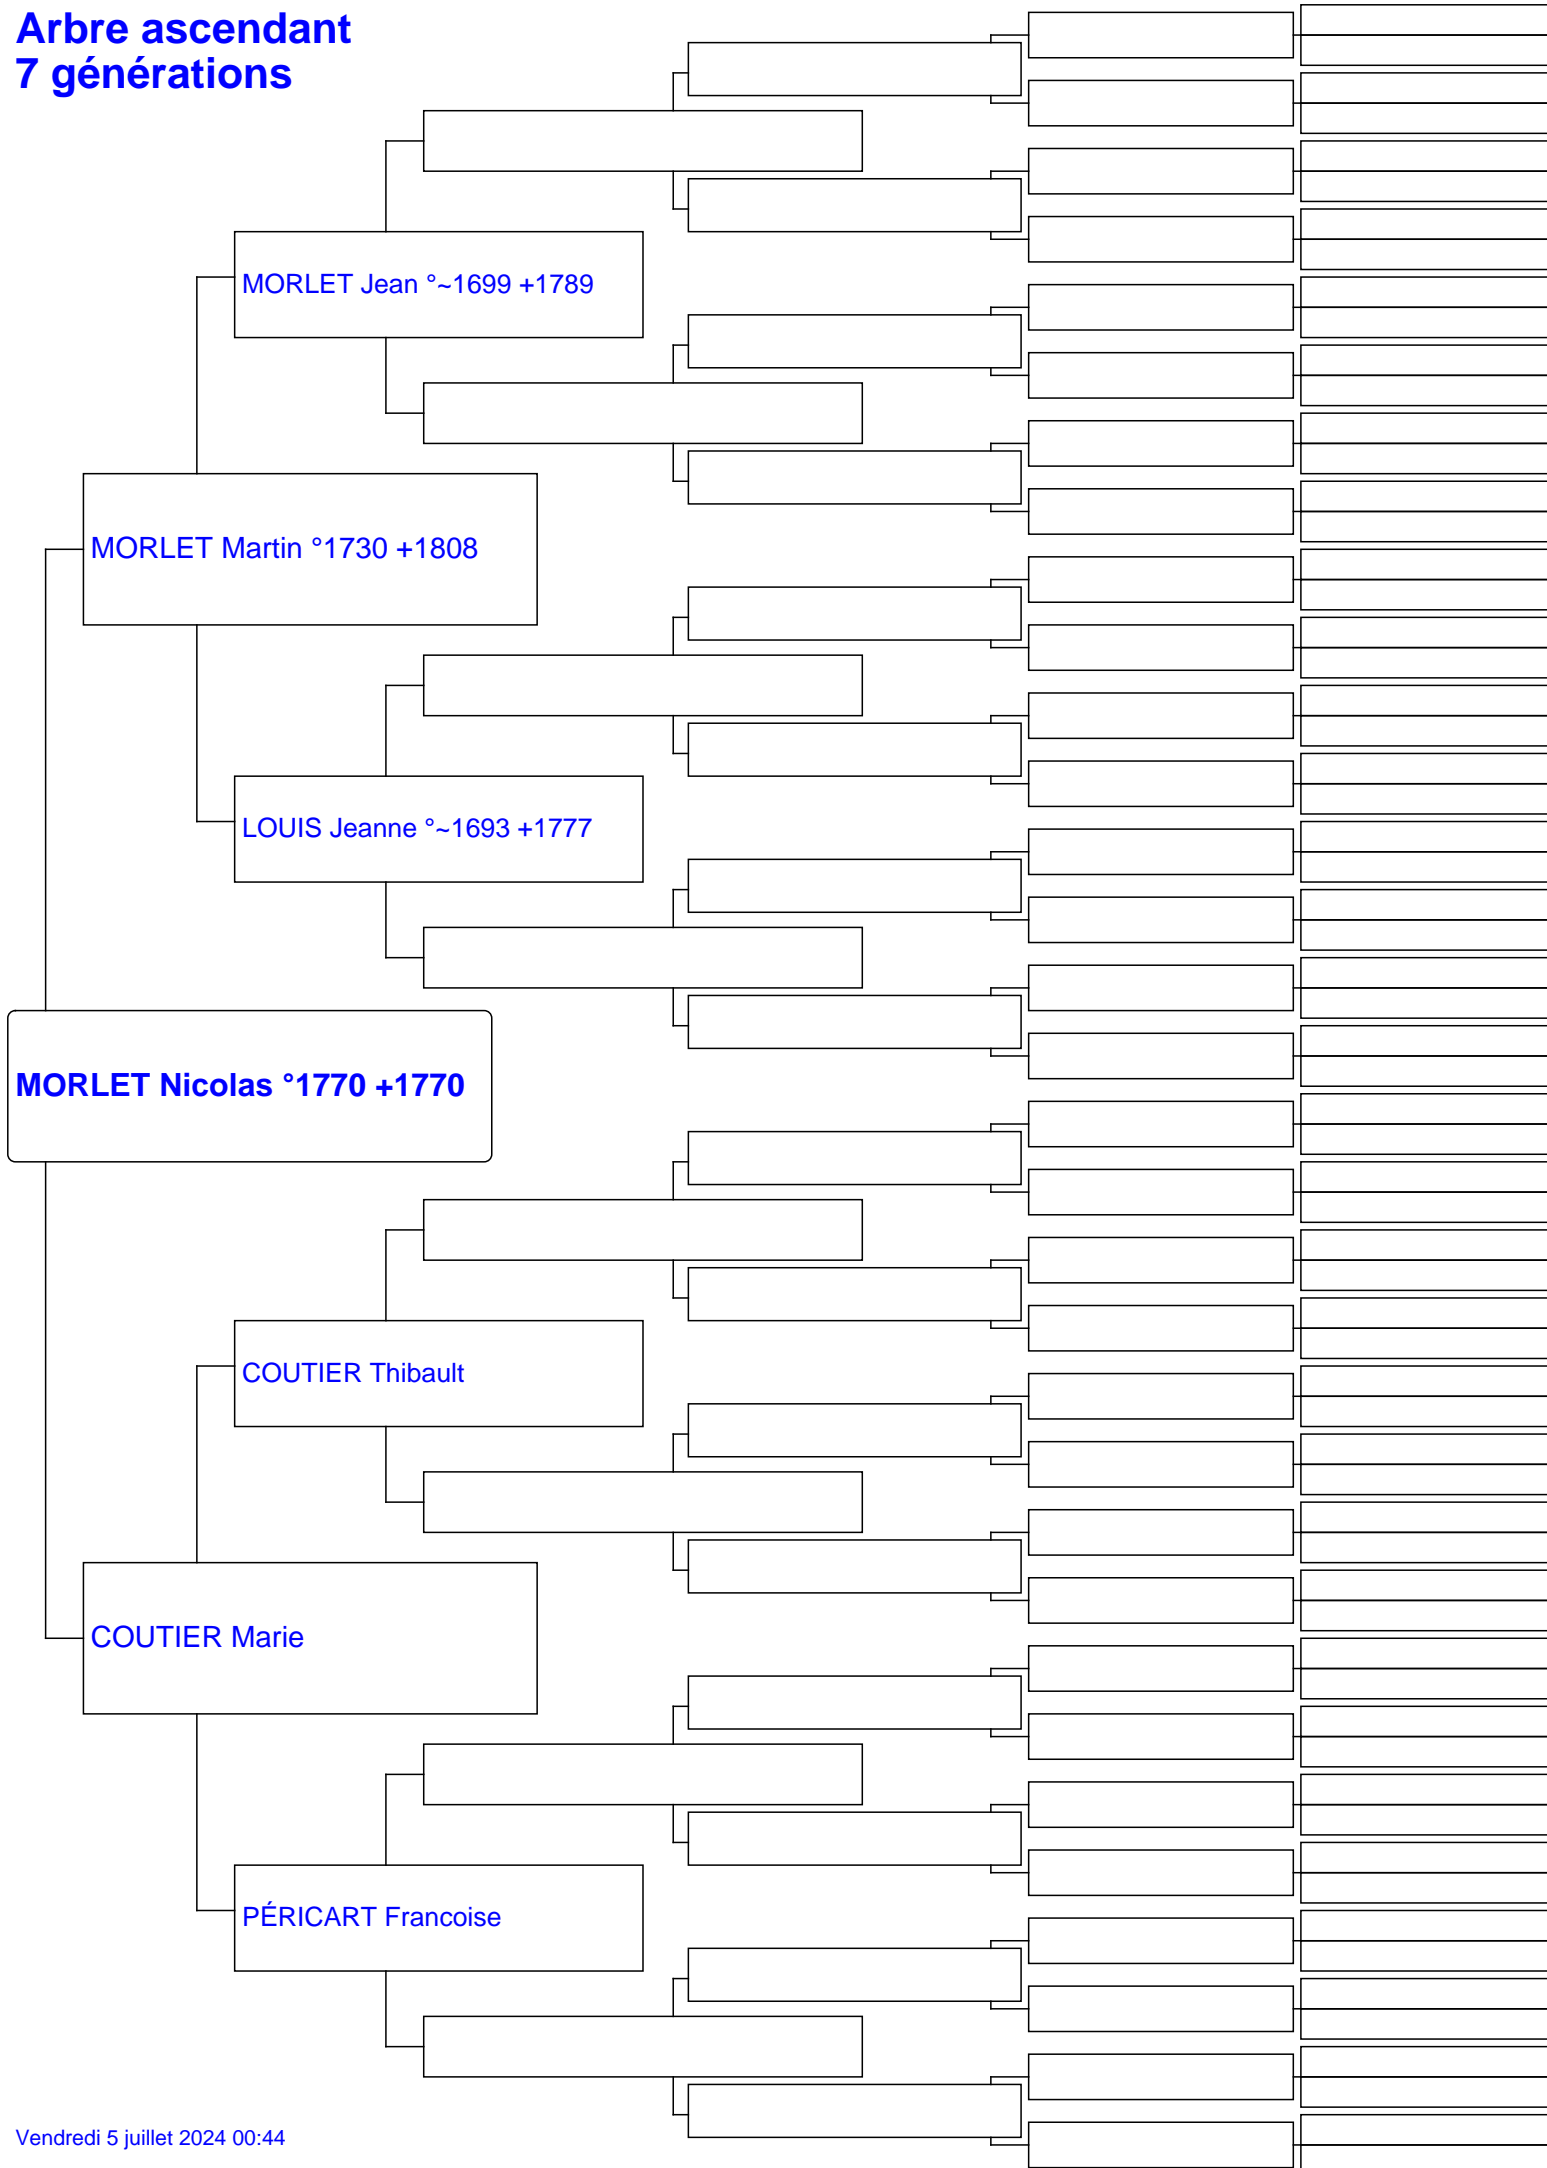 Arbre ascendant
7 générations
MORLET Jean °~1699 +1789
MORLET Martin °1730 +1808
LOUIS Jeanne °~1693 +1777
MORLET Nicolas °1770 +1770
COUTIER Thibault
COUTIER Marie
PÉRICART Francoise
Vendredi 5 juillet 2024 00:44